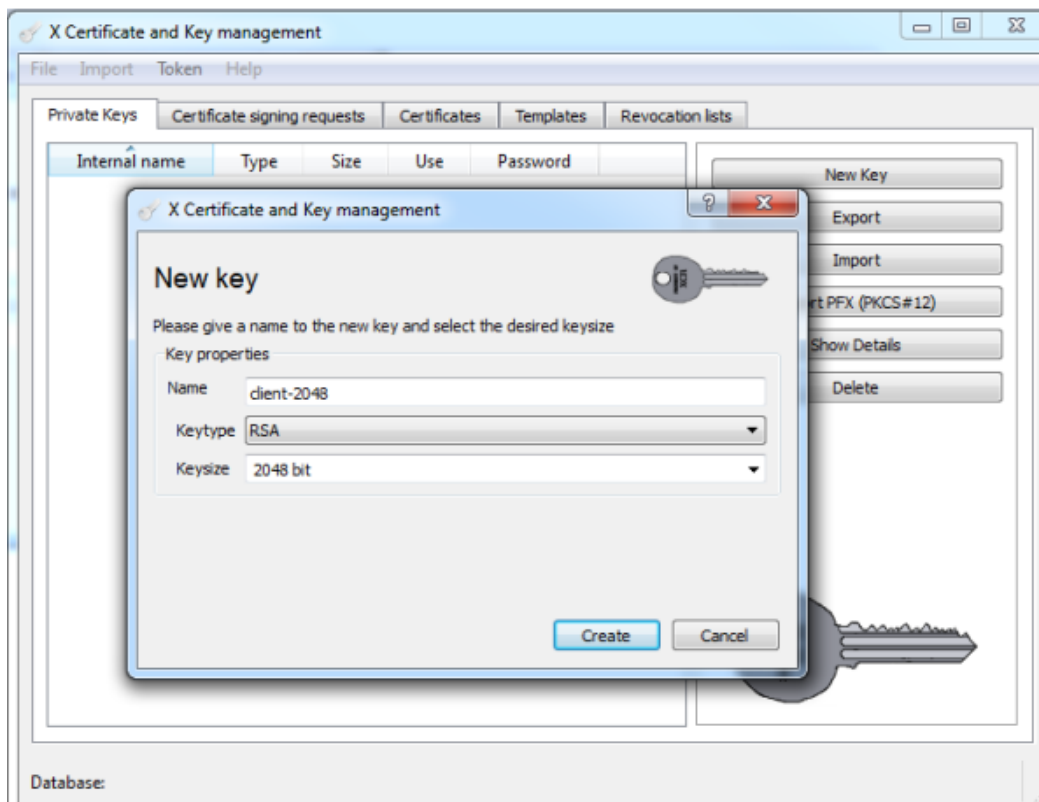 X Certificate and Key management
File Import Token Help
Private Keys Certificate signing requests Certificates Templates Revocation lists
Internal name Type Size Use Password
New Key
Export
Import
rt PFX (PKCS#12)
Show Details
Delete
X Certificate and Key management
New key
Please give a name to the new key and select the desired keysize
Key properties
Name client-2048
Keytype RSA
Keysize 2048 bit
Create Cancel
Database: